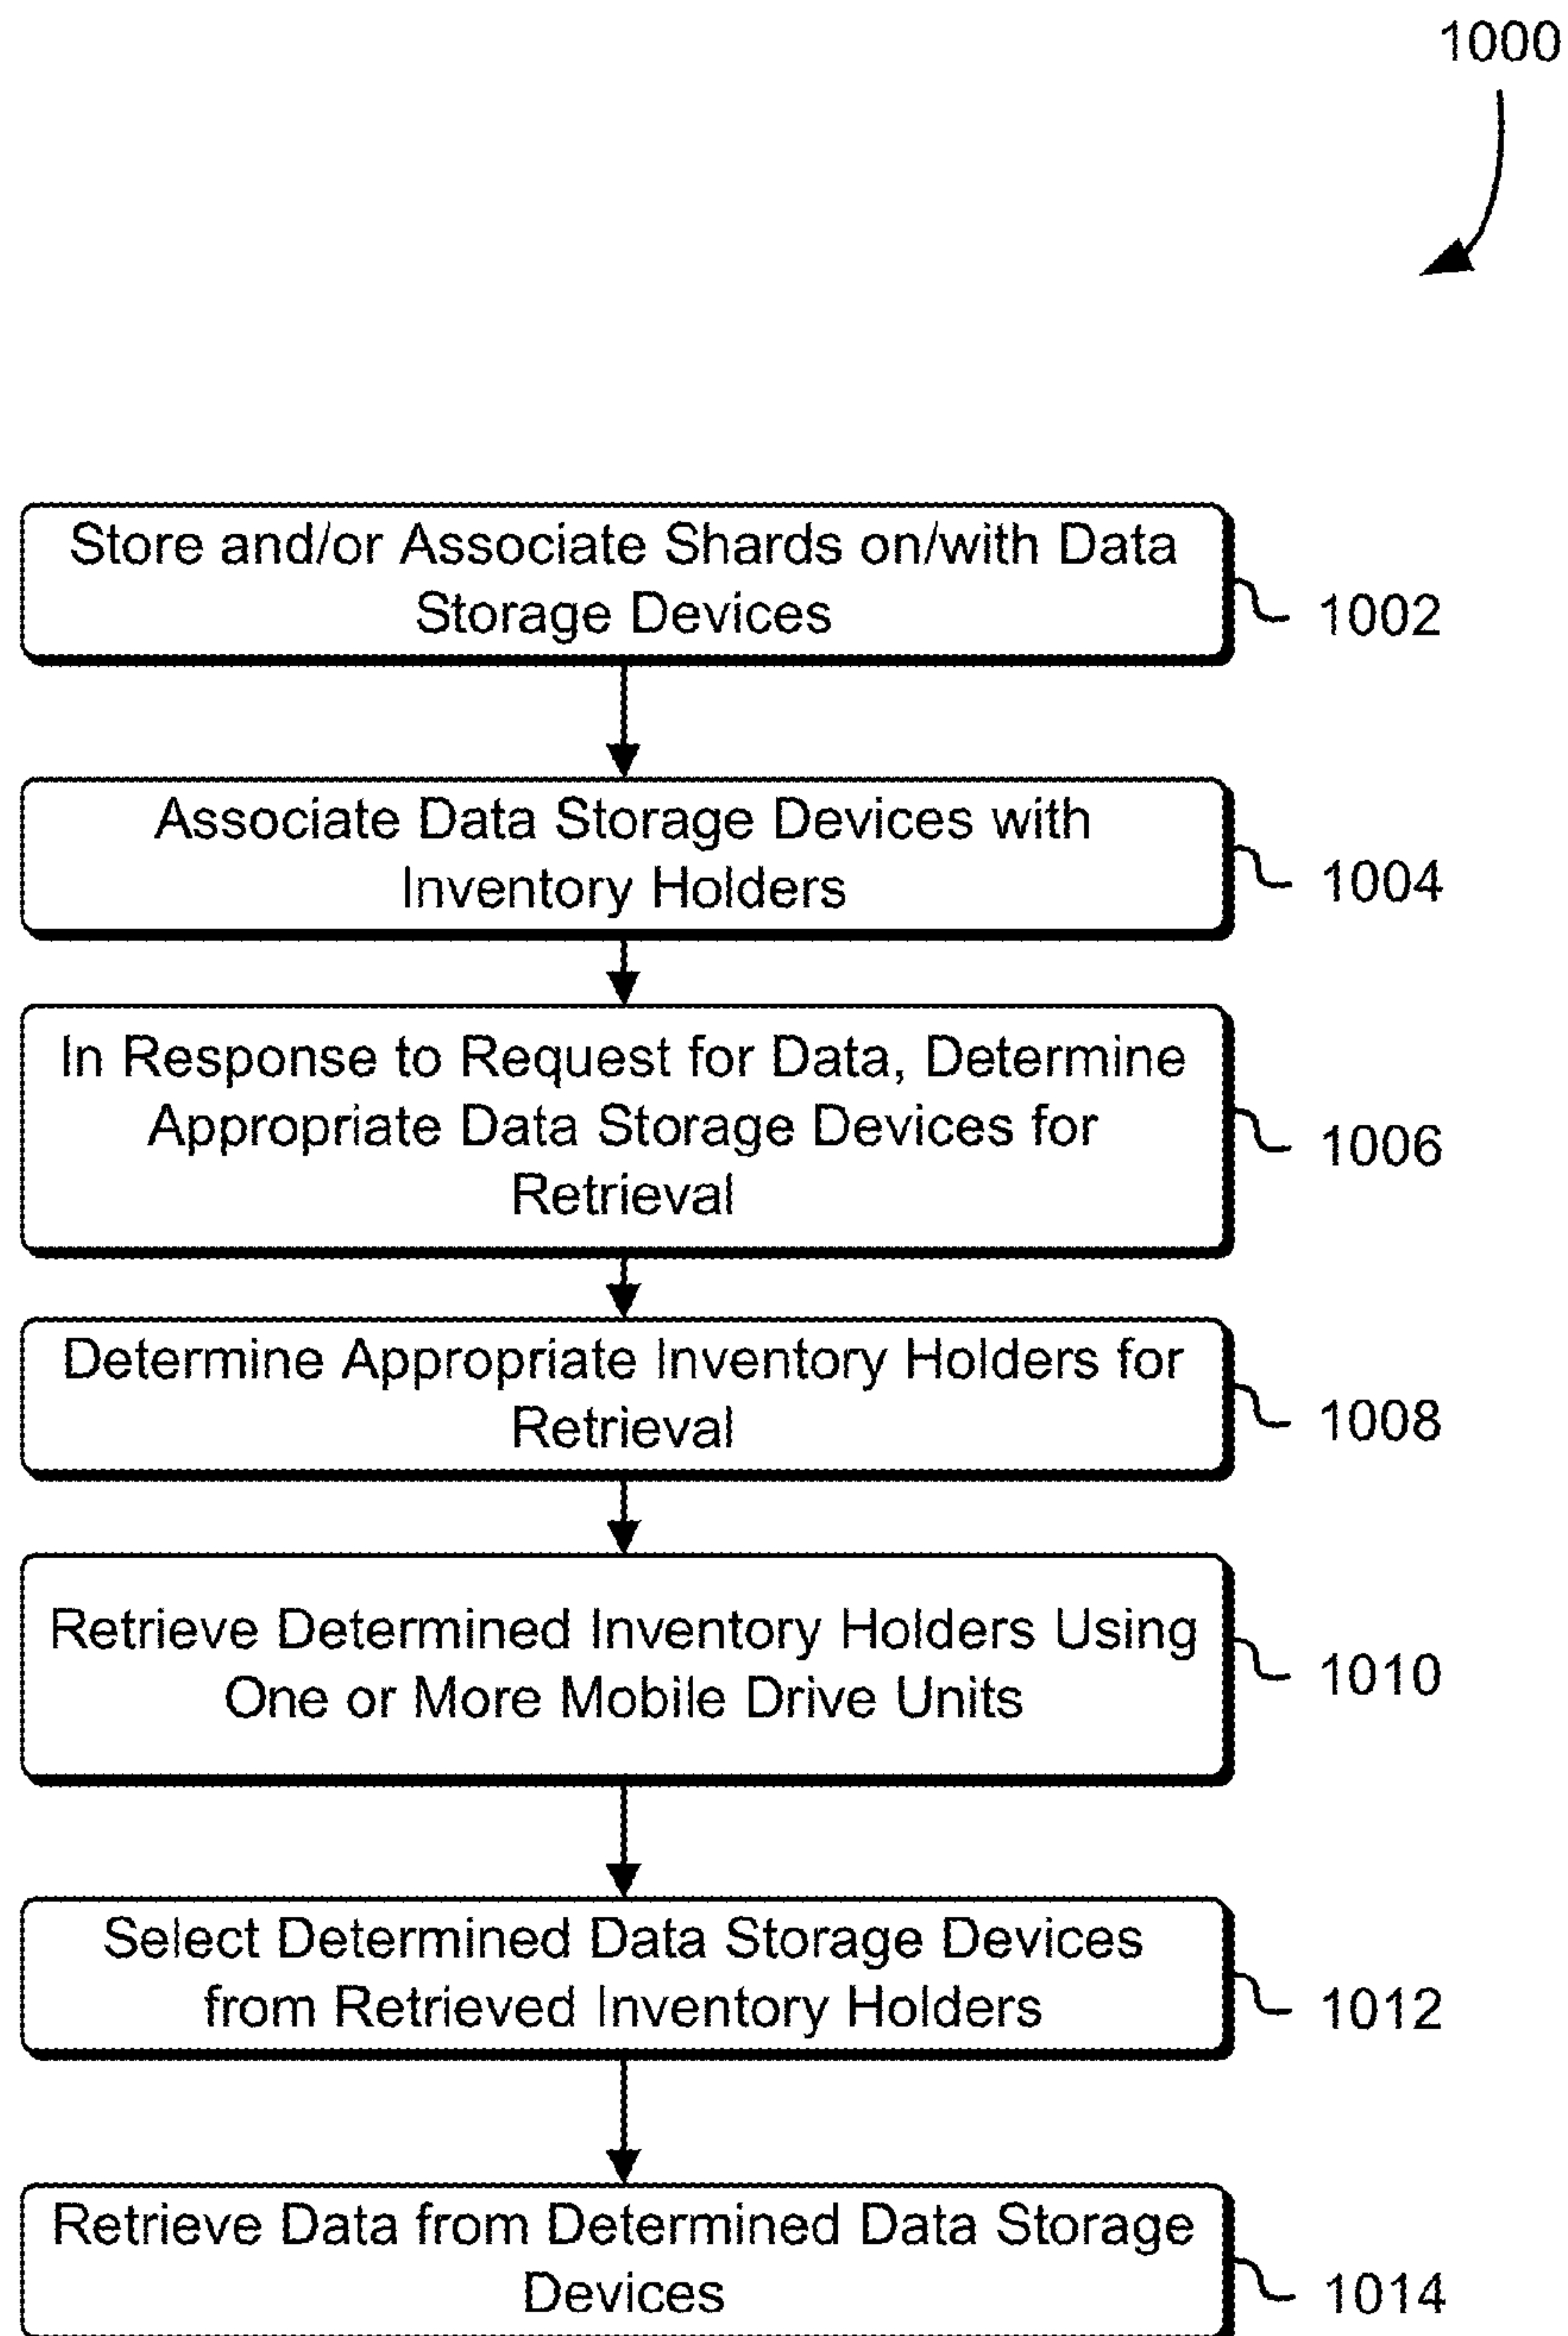 1000
Store and/or Associate Shards on/with Data
Storage Devices
1002
Associate Data Storage Devices with
Inventory Holders
1004
In Response to Request for Data, Determine
Appropriate Data Storage Devices for
Retrieval
1006
Determine Appropriate Inventory Holders for
Retrieval
1008
Retrieve Determined Inventory Holders Using
One or More Mobile Drive Units
1010
Select Determined Data Storage Devices
from Retrieved Inventory Holders
1012
Retrieve Data from Determined Data Storage
Devices
1014